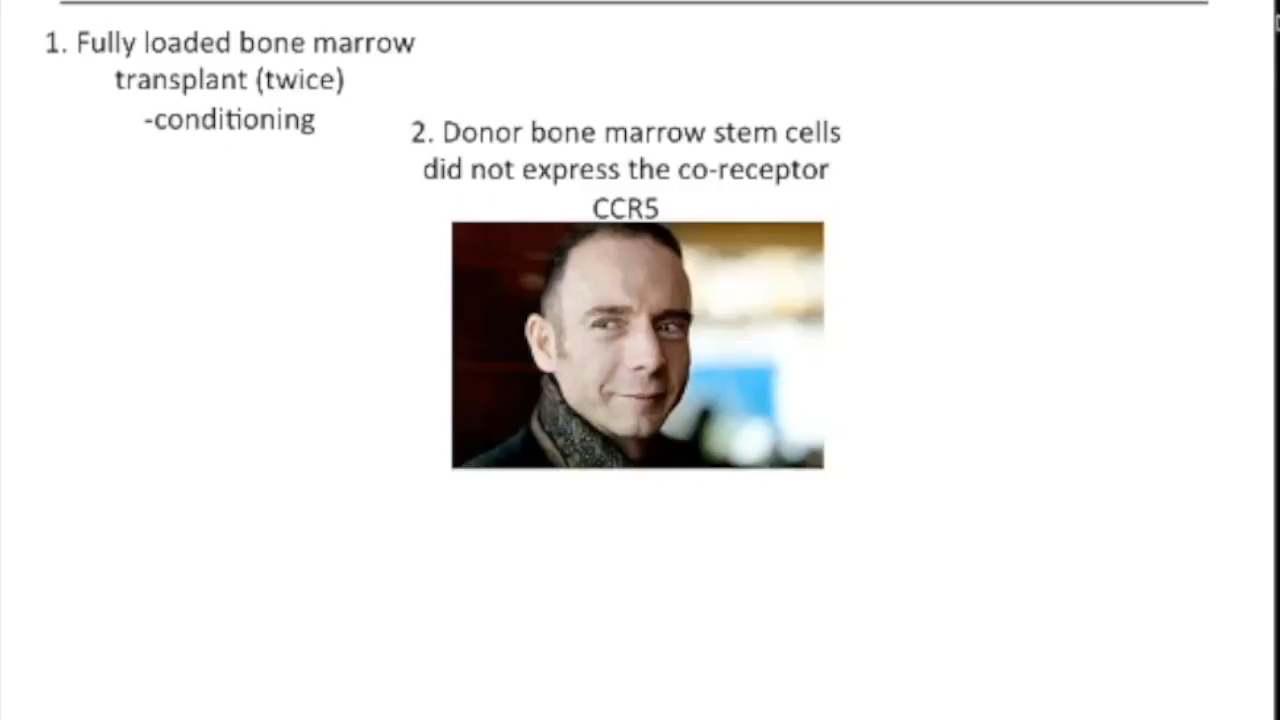 1. Fully loaded bone marrow
transplant (twice)
-conditioning
2. Donor bone marrow stem cells
did not express the co-receptor
CCR5